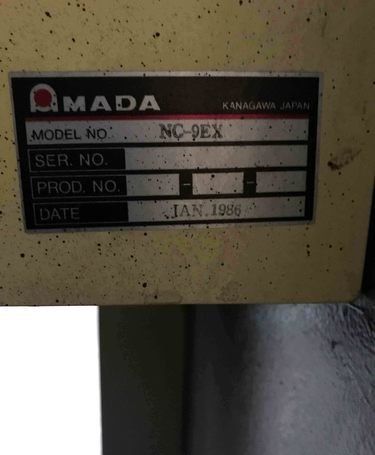 AMADA KANAGAWA JAPAN
MODEL NO. NC-9EX
SER. NO.
PROD. NO. - -
DATE JAN.1986